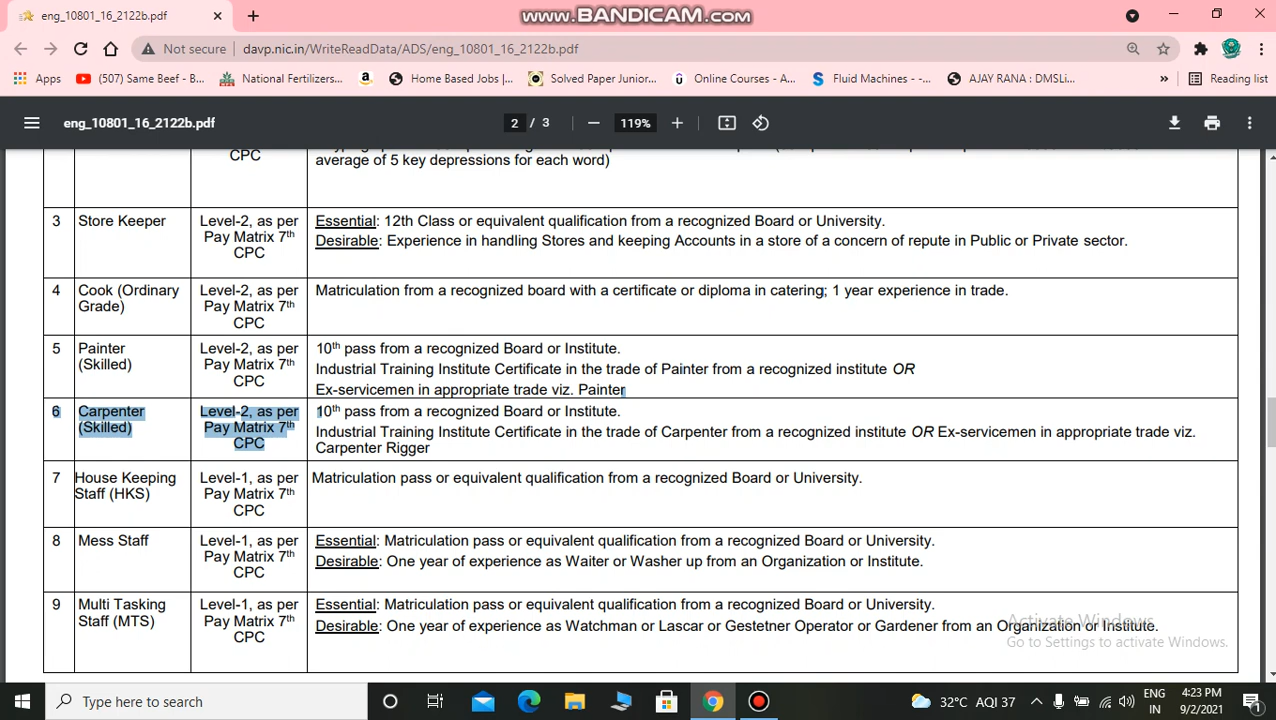 www.BANDICAM.com
eng_10801_16_2122b.pdf
Not secure
davp.nic.in/WriteReadData/ADS/eng_10801_16_2122b.pdf
Apps
(507) Same Beef - B...
National Fertilizers...
Home Based Jobs |...
Solved Paper Junior...
Online Courses - A...
Fluid Machines - -...
AJAY RANA : DMSLi...
»
Reading list
eng_10801_16_2122b.pdf
2 / 3
119%
CPC
average of 5 key depressions for each word)
3
Store Keeper
Level-2, as per
Pay Matrix 7th
CPC
Essential: 12th Class or equivalent qualification from a recognized Board or University.
Desirable: Experience in handling Stores and keeping Accounts in a store of a concern of repute in Public or Private sector.
4
Cook (Ordinary
Grade)
Level-2, as per
Pay Matrix 7th
CPC
Matriculation from a recognized board with a certificate or diploma in catering; 1 year experience in trade.
5
Painter
(Skilled)
Level-2, as per
Pay Matrix 7th
CPC
10th pass from a recognized Board or Institute.
Industrial Training Institute Certificate in the trade of Painter from a recognized institute OR
Ex-servicemen in appropriate trade viz. Painter
6
Carpenter
(Skilled)
Level-2, as per
Pay Matrix 7th
CPC
10th pass from a recognized Board or Institute.
Industrial Training Institute Certificate in the trade of Carpenter from a recognized institute OR Ex-servicemen in appropriate trade viz.
Carpenter Rigger
7
House Keeping
Staff (HKS)
Level-1, as per
Pay Matrix 7th
CPC
Matriculation pass or equivalent qualification from a recognized Board or University.
8
Mess Staff
Level-1, as per
Pay Matrix 7th
CPC
Essential: Matriculation pass or equivalent qualification from a recognized Board or University.
Desirable: One year of experience as Waiter or Washer up from an Organization or Institute.
9
Multi Tasking
Staff (MTS)
Level-1, as per
Pay Matrix 7th
CPC
Essential: Matriculation pass or equivalent qualification from a recognized Board or University.
Desirable: One year of experience as Watchman or Lascar or Gestetner Operator or Gardener from an Organization or Institute.
Activate Windows
Go to Settings to activate Windows.
Type here to search
32°C AQI 37
ENG
IN
4:23 PM
9/2/2021